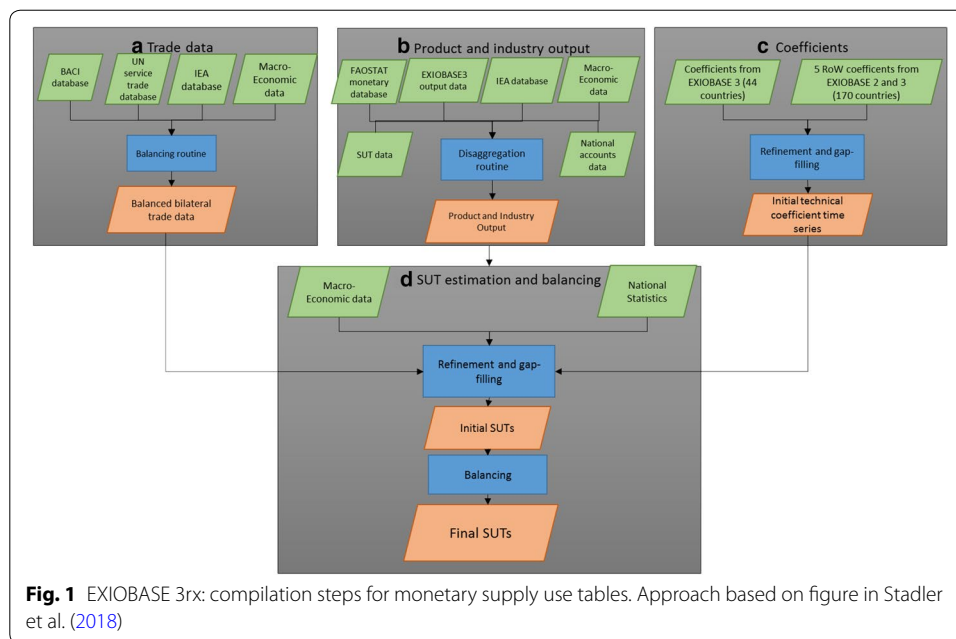 a Trade data
BACI
database
UN
service
trade
database
IEA
database
Macro-
Economic
data
Balancing routine
Balanced bilateral
trade data
b Product and industry output
FAOSTAT
monetary
database
EXIOBASE3
output data
IEA database
Macro-
Economic
data
SUT data
Disaggregation
routine
National
accounts
data
Product and Industry
Output
c Coefficients
Coefficients from
EXIOBASE 3 (44
countries)
5 RoW coefficents from
EXIOBASE 2 and 3
(170 countries)
Refinement and gap-
filling
Initial technical
coefficient time
series
d SUT estimation and balancing
Macro-
Economic data
National
Statistics
Refinement and gap-
filling
Initial SUTs
Balancing
Final SUTs
Fig. 1 EXIOBASE 3rx: compilation steps for monetary supply use tables. Approach based on figure in Stadler
et al. (2018)